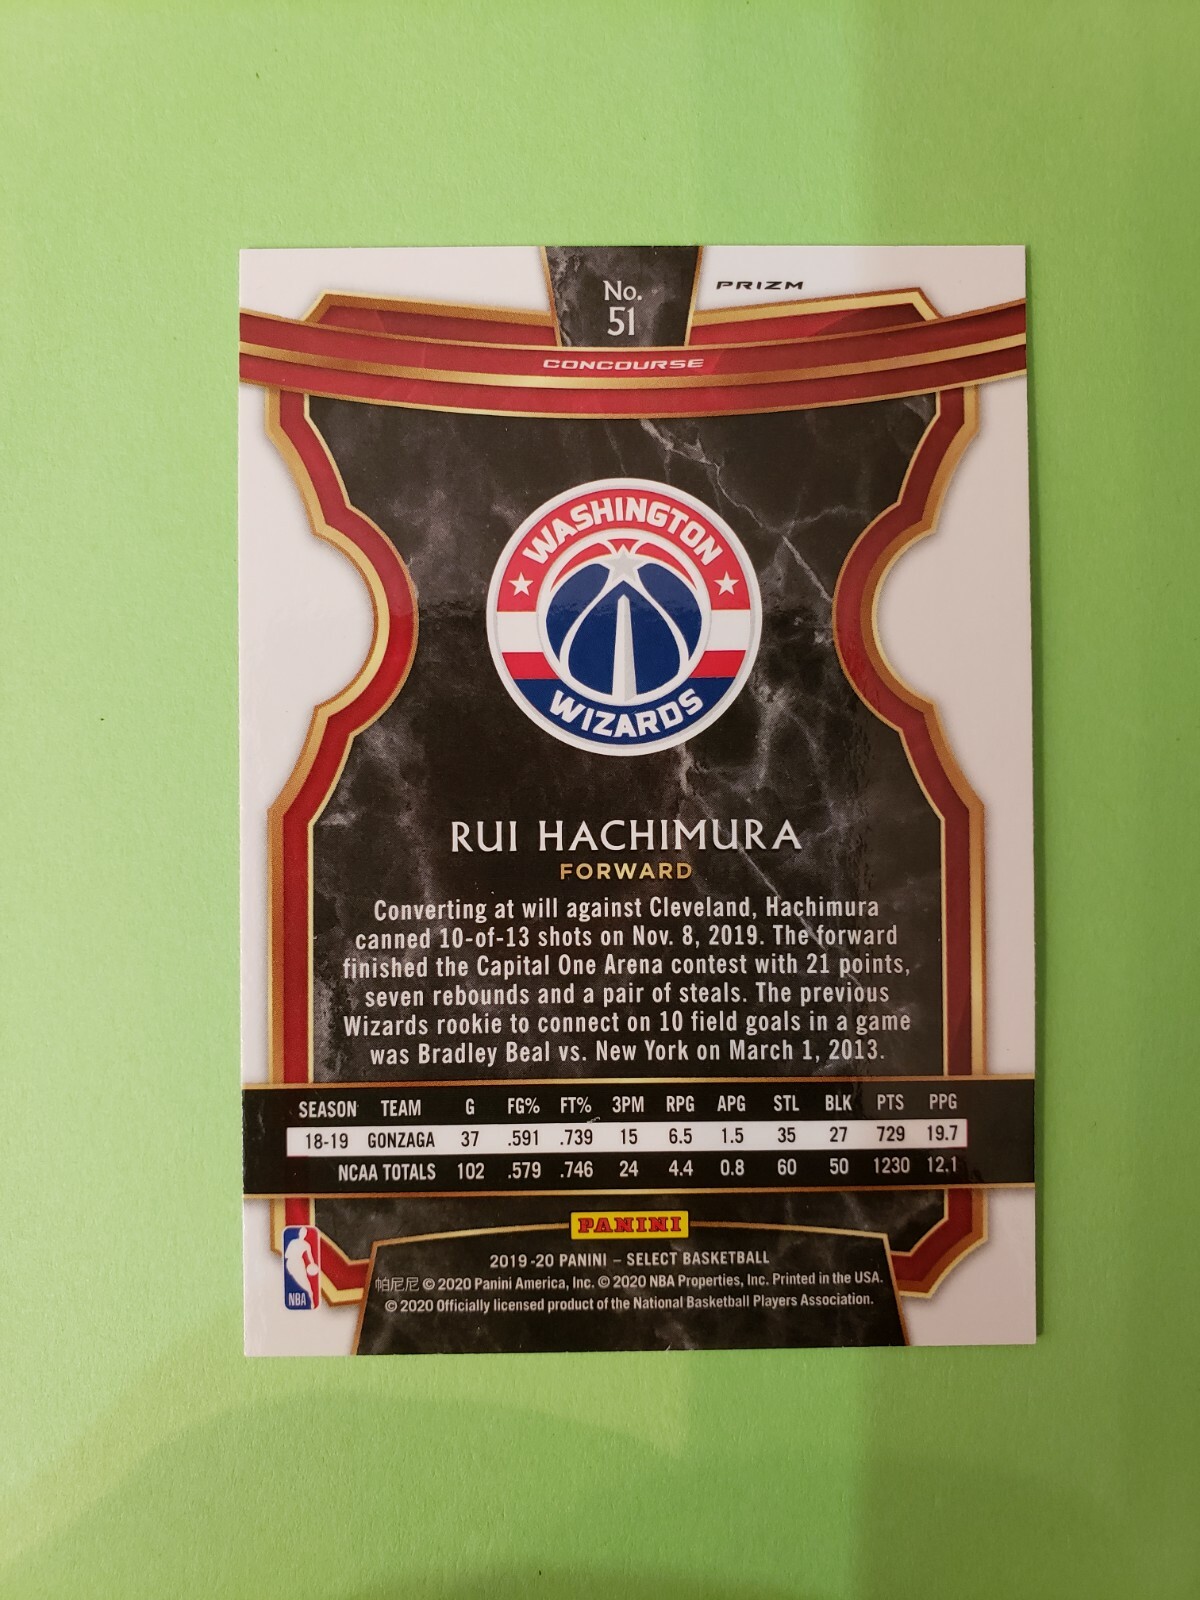 No.
51
PRIZM
CONCOURSE
WASHINGTON
WIZARDS
RUI HACHIMURA
FORWARD
Converting at will against Cleveland, Hachimura
canned 10-of-13 shots on Nov. 8, 2019. The forward
finished the Capital One Arena contest with 21 points,
seven rebounds and a pair of steals. The previous
Wizards rookie to connect on 10 field goals in a game
was Bradley Beal vs. New York on March 1, 2013.
SEASON TEAM G FG% FT% 3PM RPG APG STL BLK PTS PPG
18-19 GONZAGA 37 .591 .739 15 6.5 1.5 35 27 729 19.7
NCAA TOTALS 102 .579 .746 24 4.4 0.8 60 50 1230 12.1
PANINI
2019-20 PANINI – SELECT BASKETBALL
帕尼尼 © 2020 Panini America, Inc. © 2020 NBA Properties, Inc. Printed in the USA.
© 2020 Officially licensed product of the National Basketball Players Association.
NBA